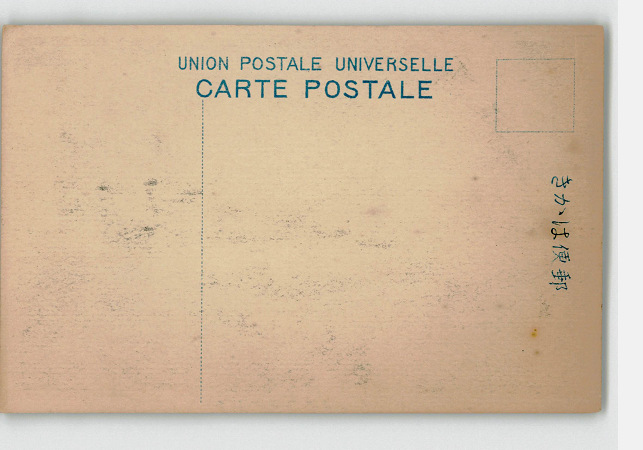 UNION POSTALE UNIVERSELLE
CARTE POSTALE
きかは便郵